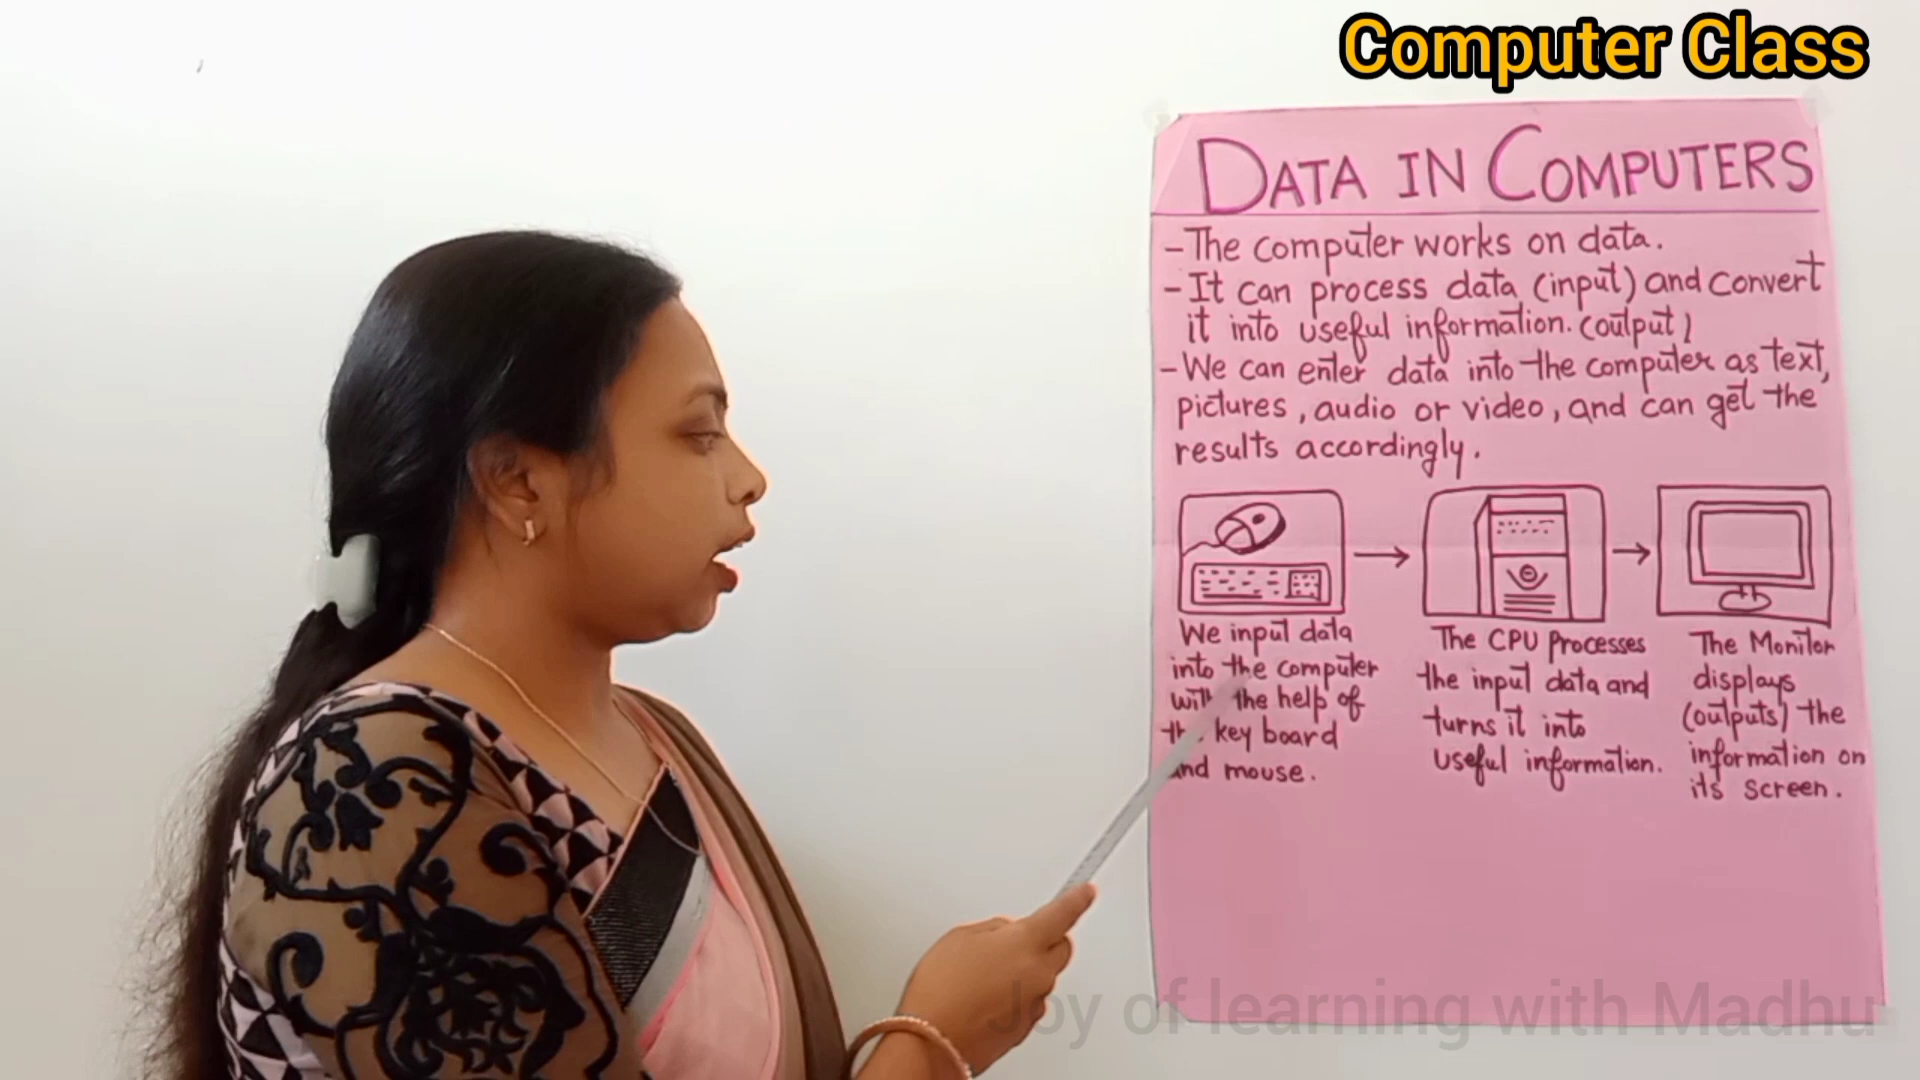 Computer Class
DATA IN COMPUTERS
- The computer works on data.
- It can process data (input) and convert
it into useful information. (output)
- We can enter data into the computer as text,
pictures, audio or video, and can get the
results accordingly.
We input data
into the computer
with the help of
the key board
and mouse.
The CPU Processes
the input data and
turns it into
useful information.
The Monitor
displays
(outputs) the
information on
its screen.
Joy of learning with Madhu